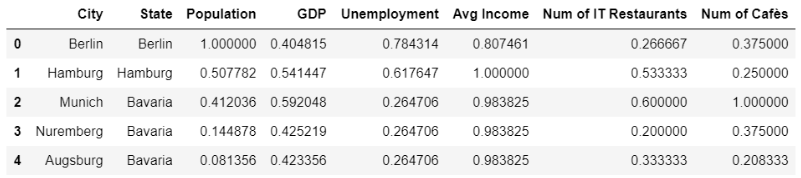 City State Population GDP Unemployment Avg Income Num of IT Restaurants Num of Cafès
0 Berlin Berlin 1.000000 0.404815 0.784314 0.807461 0.266667 0.375000
1 Hamburg Hamburg 0.507782 0.541447 0.617647 1.000000 0.533333 0.250000
2 Munich Bavaria 0.412036 0.592048 0.264706 0.983825 0.600000 1.000000
3 Nuremberg Bavaria 0.144878 0.425219 0.264706 0.983825 0.200000 0.375000
4 Augsburg Bavaria 0.081356 0.423356 0.264706 0.983825 0.333333 0.208333